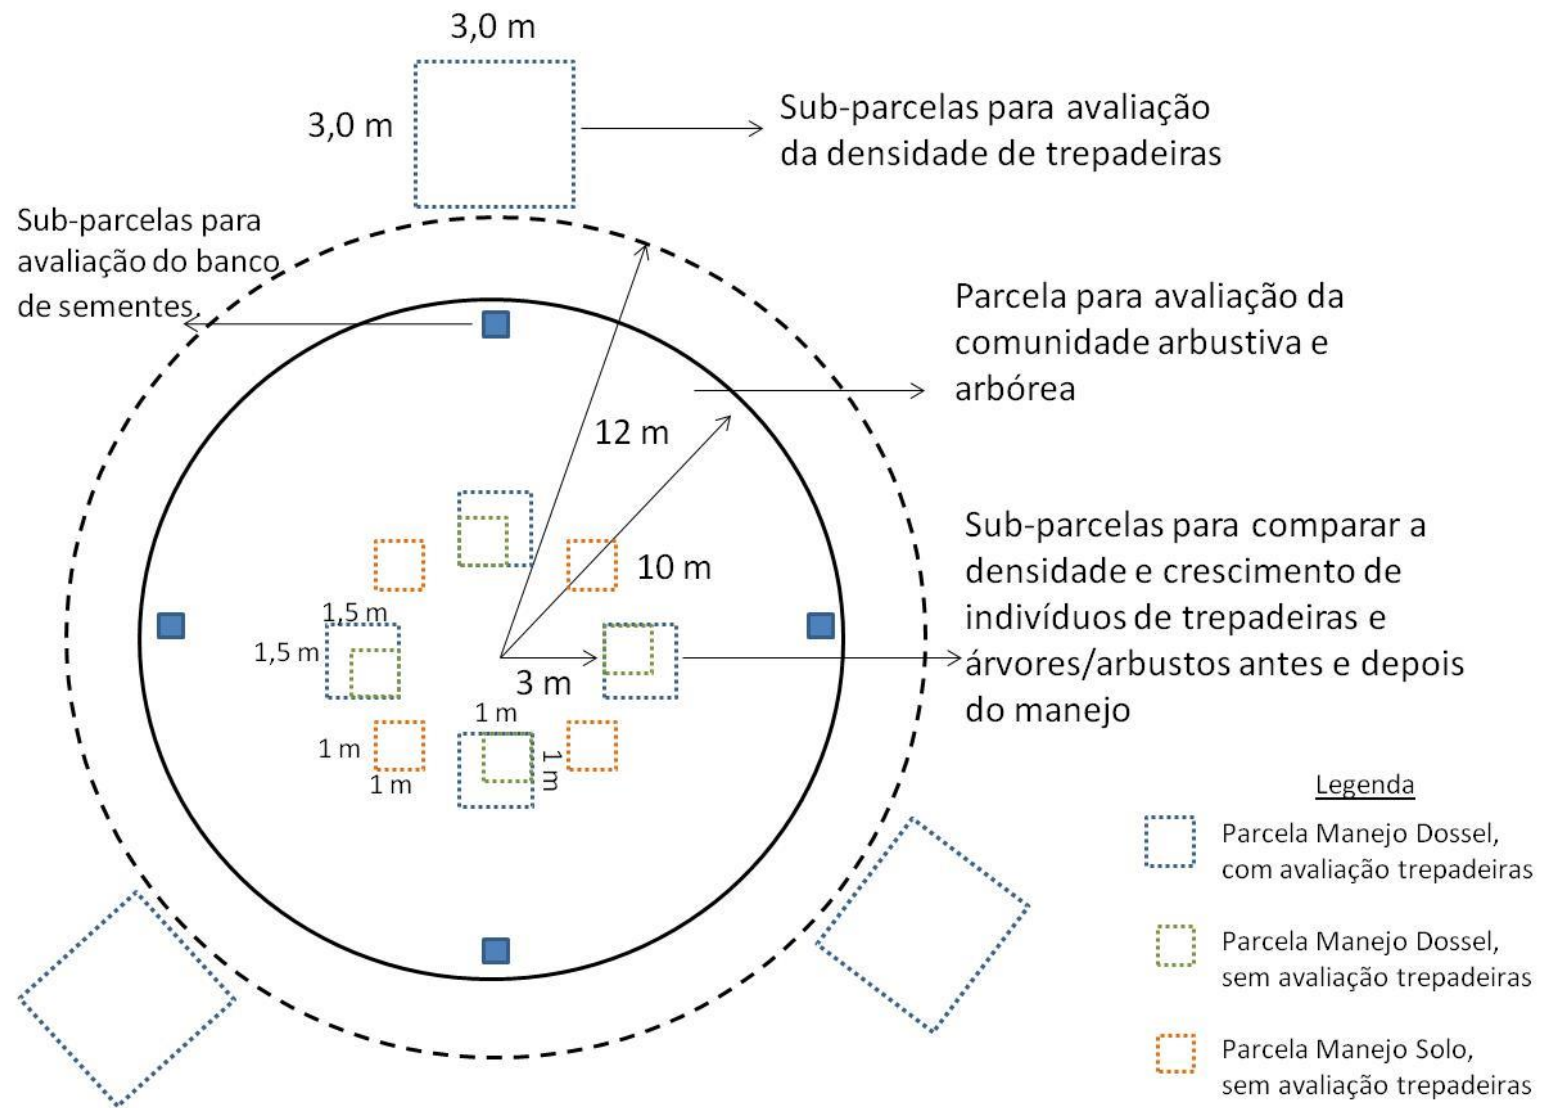 3,0 m
3,0 m
Sub-parcelas para avaliação
da densidade de trepadeiras
Sub-parcelas para
avaliação do banco
de sementes.
Parcela para avaliação da
comunidade arbustiva e
arbórea
12 m
10 m
Sub-parcelas para comparar a
densidade e crescimento de
indivíduos de trepadeiras e
árvores/arbustos antes e depois
do manejo
1,5 m
1,5 m
3 m
1 m
1 m
1 m
1 m
Legenda
Parcela Manejo Dossel,
com avaliação trepadeiras
Parcela Manejo Dossel,
sem avaliação trepadeiras
Parcela Manejo Solo,
sem avaliação trepadeiras